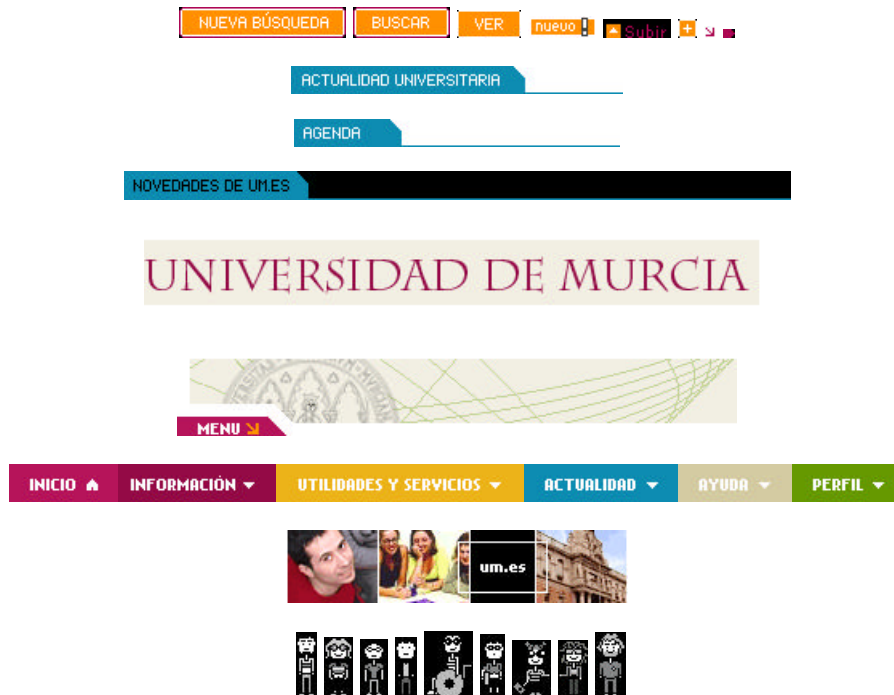 NUEVA BÚSQUEDA BUSCAR VER nuevo! Subir
ACTUALIDAD UNIVERSITARIA
AGENDA
NOVEDADES DE UM.ES
UNIVERSIDAD DE MURCIA
MENU
INICIO INFORMACIÓN UTILIDADES Y SERVICIOS ACTUALIDAD AYUDA PERFIL
um.es